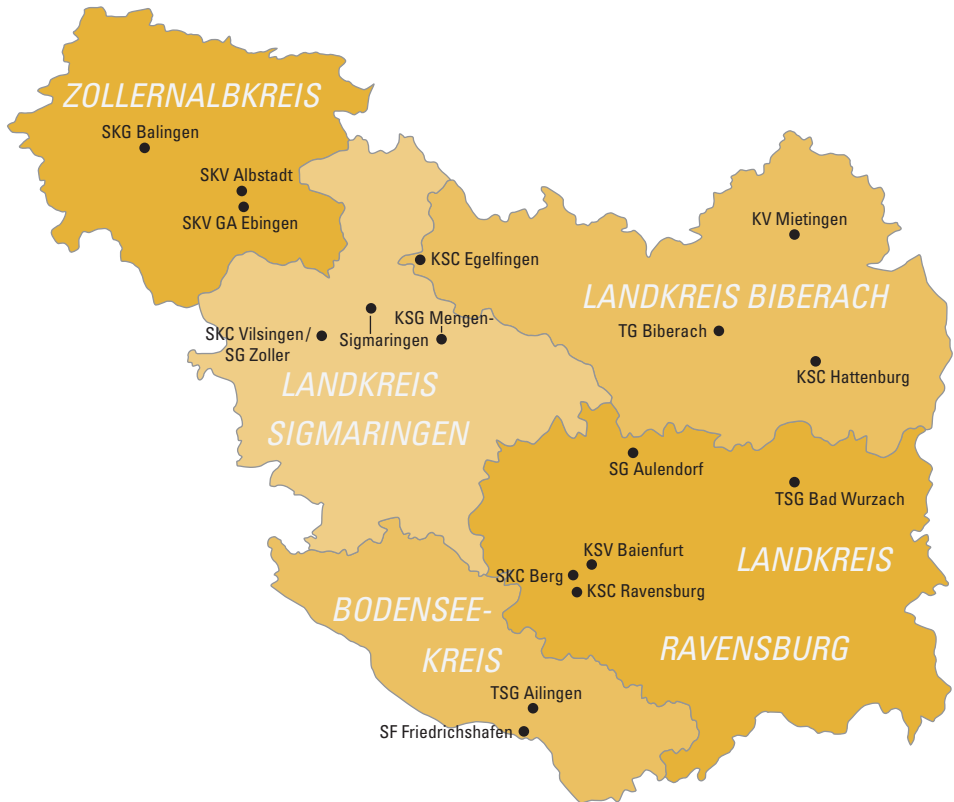 ZOLLERNALBKREIS
SKG Balingen
SKV Albstadt
SKV GA Ebingen
KV Mietingen
KSC Egelfingen
LANDKREIS BIBERACH
KSG Mengen-
Sigmaringen
SKC Vilsingen/
SG Zoller
TG Biberach
KSC Hattenburg
LANDKREIS
SIGMARINGEN
SG Aulendorf
TSG Bad Wurzach
KSV Baienfurt
SKC Berg
KSC Ravensburg
LANDKREIS
RAVENSBURG
BODENSEE-
KREIS
TSG Ailingen
SF Friedrichshafen